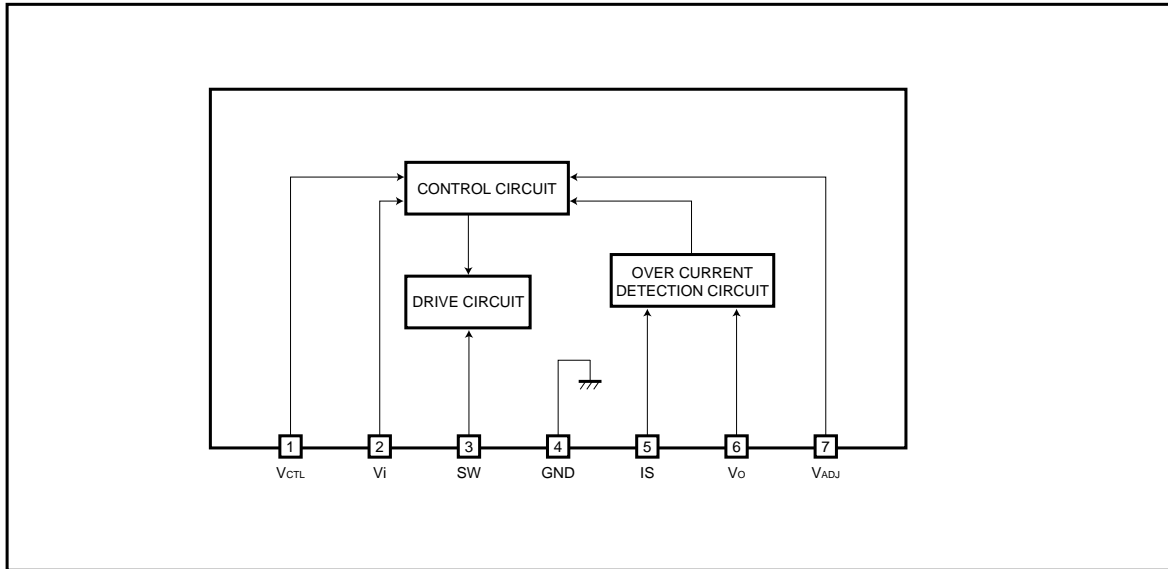 CONTROL CIRCUIT
OVER CURRENT
DETECTION CIRCUIT
DRIVE CIRCUIT
1 2 3 4 5 6 7
VCTL Vi SW GND IS VO VADJ